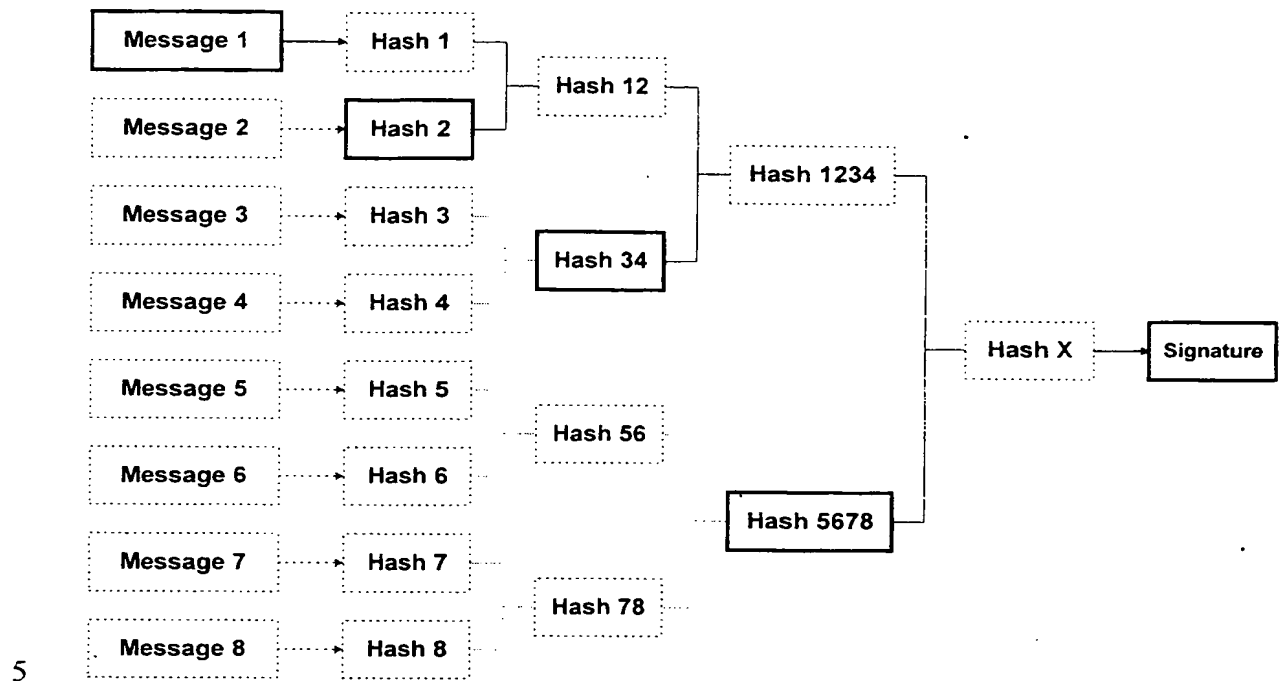 Message 1
Hash 1
Hash 12
Message 2
Hash 2
Hash 1234
Message 3
Hash 3
Hash 34
Message 4
Hash 4
Hash X
Signature
Message 5
Hash 5
Hash 56
Message 6
Hash 6
Hash 5678
Message 7
Hash 7
Hash 78
Message 8
Hash 8
5